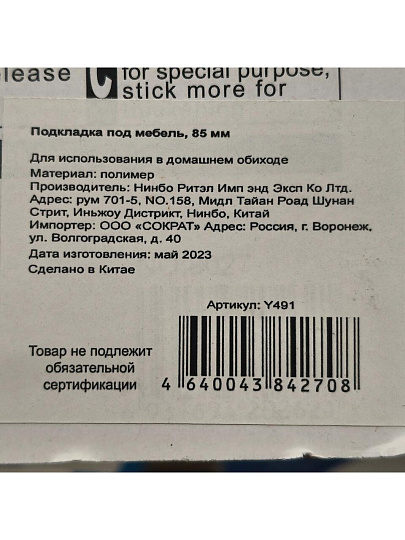 elease
for special purpose,
stick more for
Подкладка под мебель, 85 мм
Для использования в домашнем обиходе
Материал: полимер
Производитель: Нинбо Ритэл Имп энд Эксп Ко Лтд.
Адрес: рум 701-5, NO.158, Мидл Тайан Роад Шунан
Стрит, Иньжоу Дистрикт, Нинбо, Китай
Импортер: ООО «СОКРАТ» Адрес: Россия, г. Воронеж,
ул. Волгоградская, д. 40
Дата изготовления: май 2023
Сделано в Китае
Артикул: Y491
Товар не подлежит
обязательной
сертификации
4 640043 842708